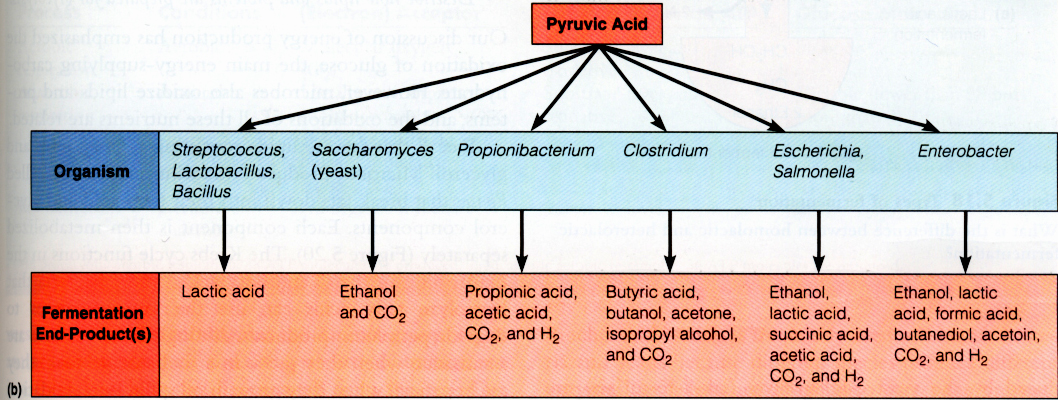 Pyruvic Acid
Organism
Streptococcus,
Lactobacillus,
Bacillus
Saccharomyces
(yeast)
Propionibacterium
Clostridium
Escherichia,
Salmonella
Enterobacter
Fermentation
End-Product(s)
Lactic acid
Ethanol
and CO₂
Propionic acid,
acetic acid,
CO₂, and H₂
Butyric acid,
butanol, acetone,
isopropyl alcohol,
and CO₂
Ethanol,
lactic acid,
succinic acid,
acetic acid,
CO₂, and H₂
Ethanol, lactic
acid, formic acid,
butanediol, acetoin,
CO₂, and H₂
(b)